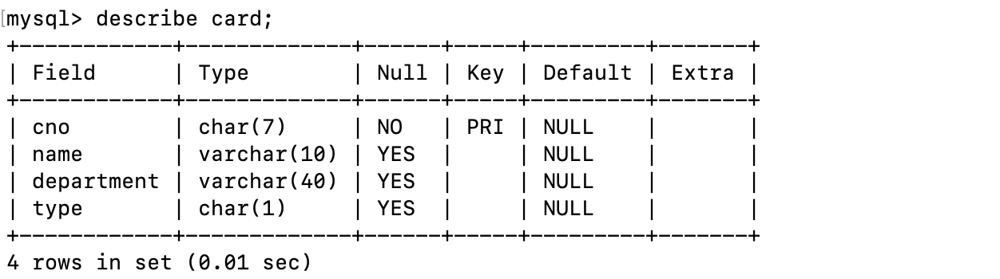 [mysql> describe card;
+------------+-------------+------+-----+---------+-------+
| Field      | Type        | Null | Key | Default | Extra |
+------------+-------------+------+-----+---------+-------+
| cno        | char(7)     | NO   | PRI | NULL    |       |
| name       | varchar(10) | YES  |     | NULL    |       |
| department | varchar(40) | YES  |     | NULL    |       |
| type       | char(1)     | YES  |     | NULL    |       |
+------------+-------------+------+-----+---------+-------+
4 rows in set (0.01 sec)